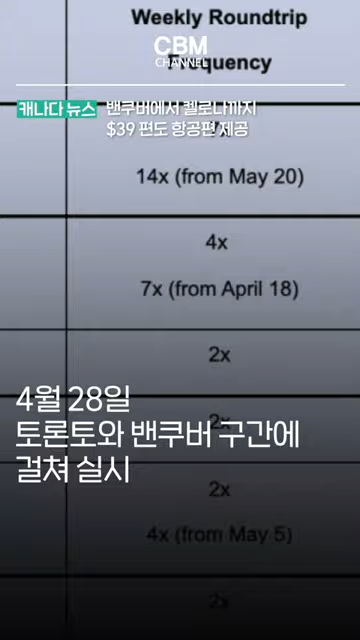 Weekly Roundtrip
CBM
CHANNEL
Frequency
캐나다 뉴스 밴쿠버에서 켈로나까지
$39 편도 항공편 제공
14x (from May 20)
4x
7x (from April 18)
2x
4월 28일
2x
토론토와 밴쿠버 구간에
걸쳐 실시
2x
4x (from May 5)
2x